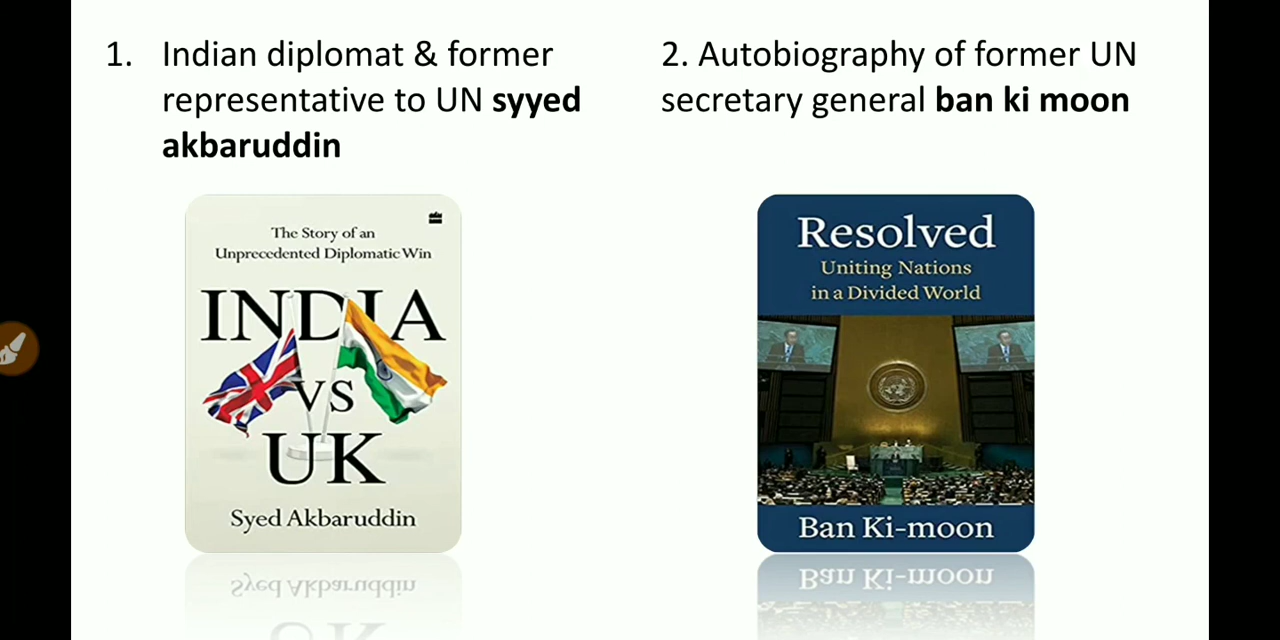 1. Indian diplomat & former
representative to UN syyed
akbaruddin
2. Autobiography of former UN
secretary general ban ki moon
The Story of an
Unprecedented Diplomatic Win
INDIA
VS
UK
Syed Akbaruddin
Resolved
Uniting Nations
in a Divided World
Ban Ki-moon